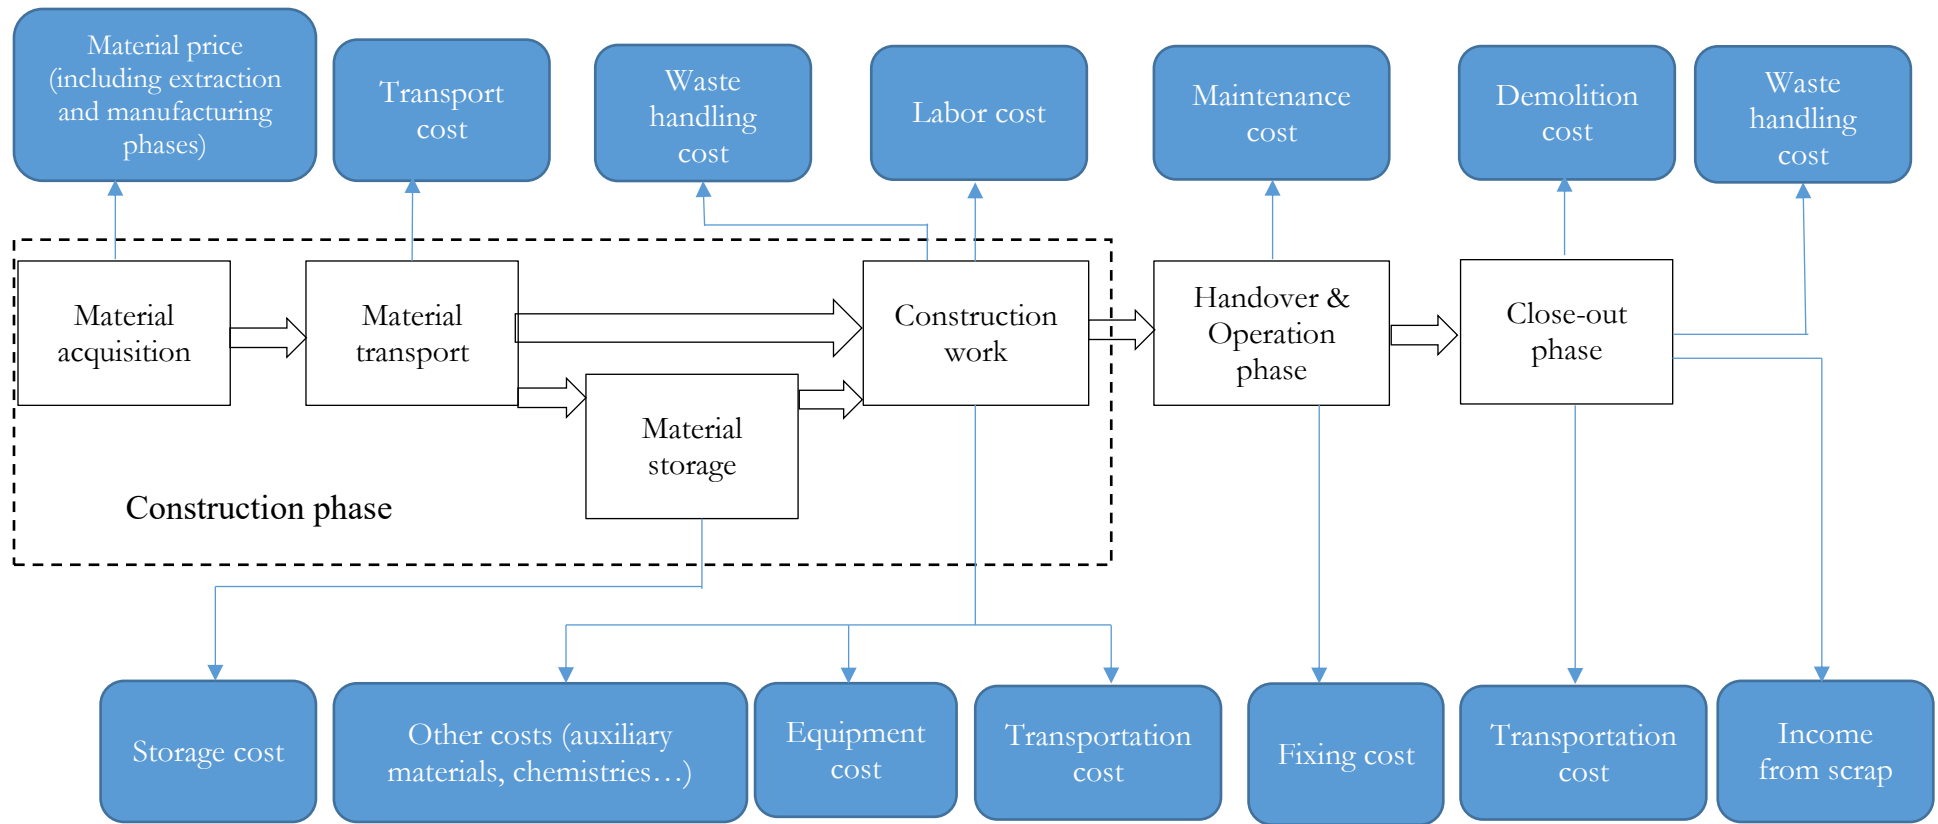 Material price
(including extraction
and manufacturing
phases)
Transport
cost
Waste
handling
cost
Labor cost
Maintenance
cost
Demolition
cost
Waste
handling
cost
Material
acquisition
Material
transport
Construction
work
Handover &
Operation
phase
Close-out
phase
Material
storage
Construction phase
Storage cost
Other costs (auxiliary
materials, chemistries…)
Equipment
cost
Transportation
cost
Fixing cost
Transportation
cost
Income
from scrap